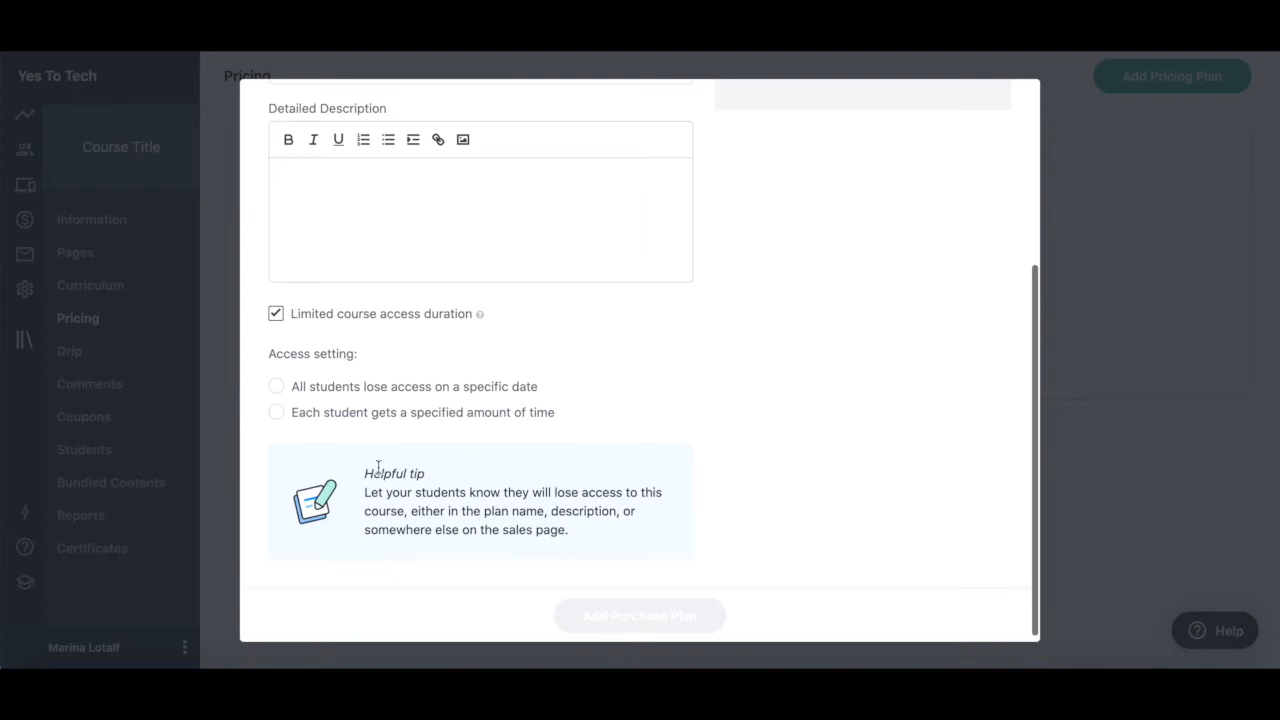 Yes To Tech
Pricing
Add Pricing Plan
Course Title
Information
Pages
Curriculum
Pricing
Drip
Comments
Coupons
Students
Bundled Contents
Reports
Certificates
Marina Lotaif
Detailed Description
B I U
Limited course access duration
Access setting:
All students lose access on a specific date
Each student gets a specified amount of time
Helpful tip
Let your students know they will lose access to this
course, either in the plan name, description, or
somewhere else on the sales page.
Add Purchase Plan
Help